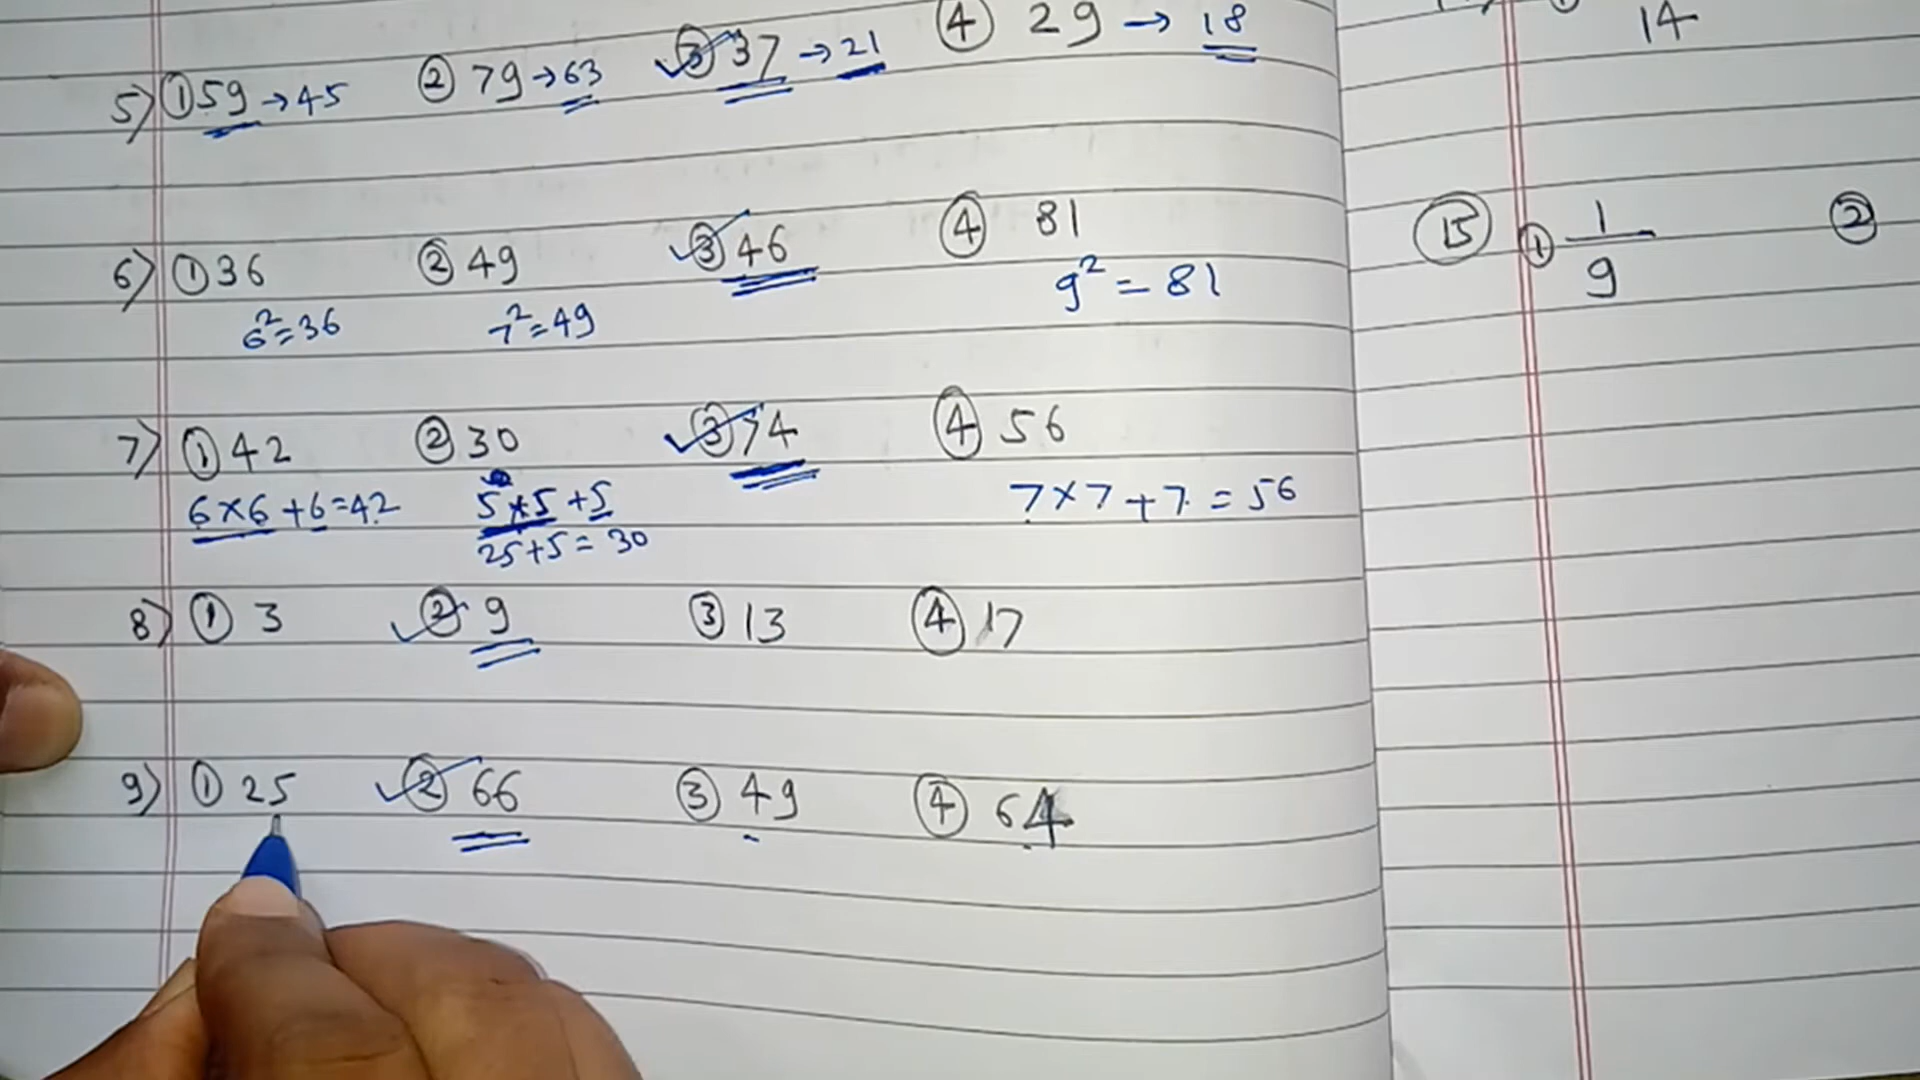 5) ① 59 → 45 ② 79 → 63 ③ 37 → 21 ④ 29 → 18
6) ① 36 ② 49 ③ 46 ④ 81
6² = 36 7² = 49 9² = 81
7) ① 42 ② 30 ③ 74 ④ 56
6 × 6 + 6 = 42 5 × 5 + 5 7 × 7 + 7 = 56
25 + 5 = 30
8) ① 3 ② 9 ③ 13 ④ 17
9) ① 25 ② 66 ③ 49 ④ 64
14
15 ① 1/9 ②